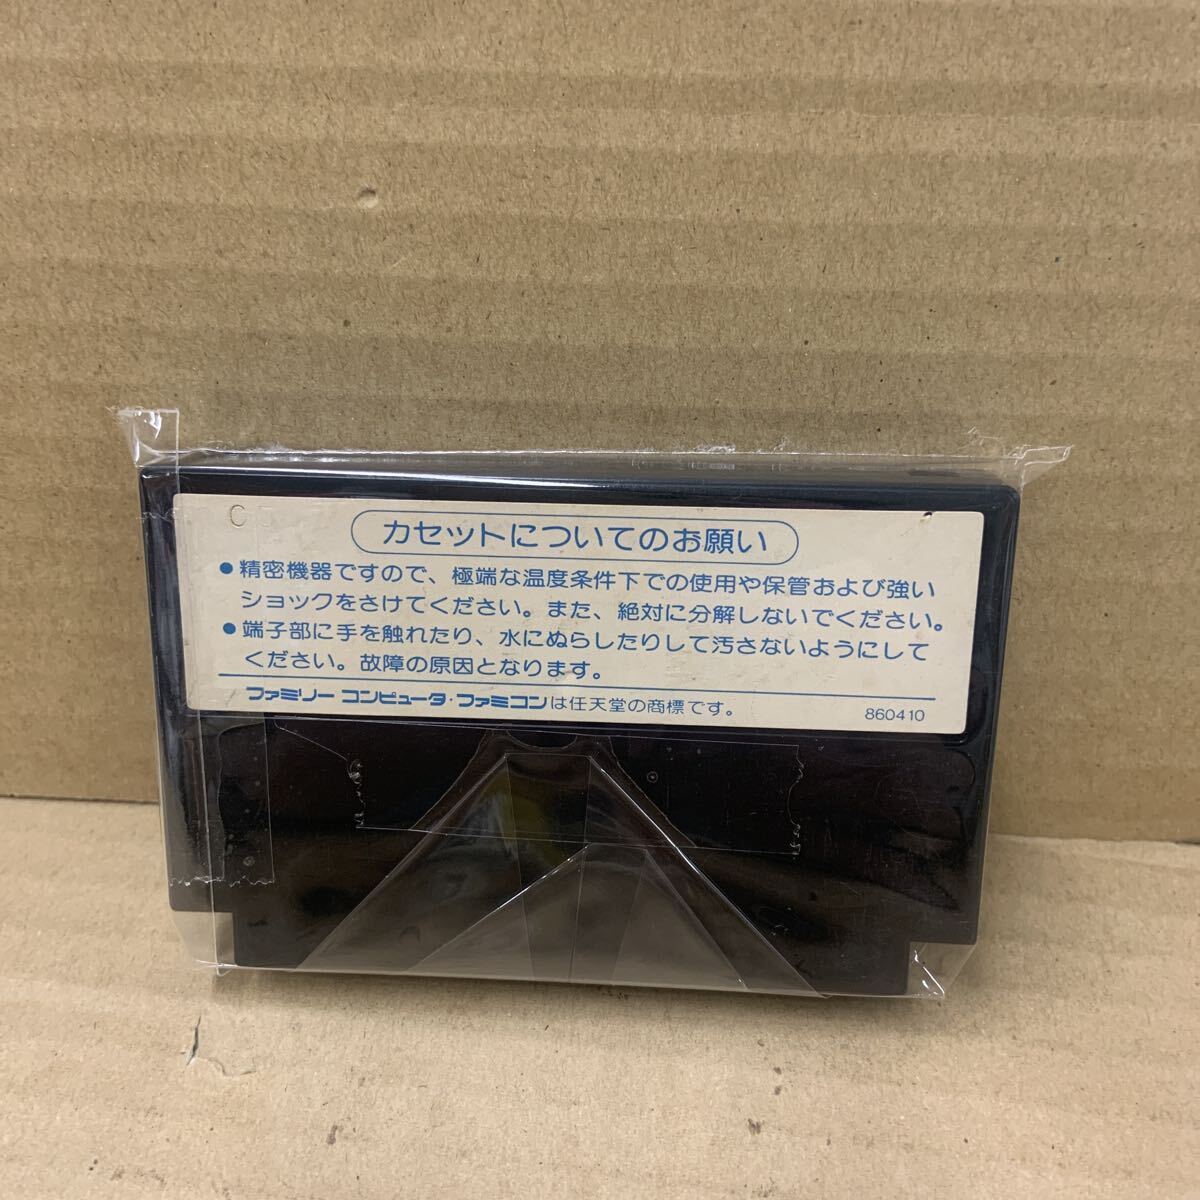 カセットについてのお願い
●精密機器ですので、極端な温度条件下での使用や保管および強い
ショックをさけてください。また、絶対に分解しないでください。
●端子部に手を触れたり、水にぬらしたりして汚さないようにして
ください。故障の原因となります。
ファミリー コンピュータ・ファミコンは任天堂の商標です。
860410